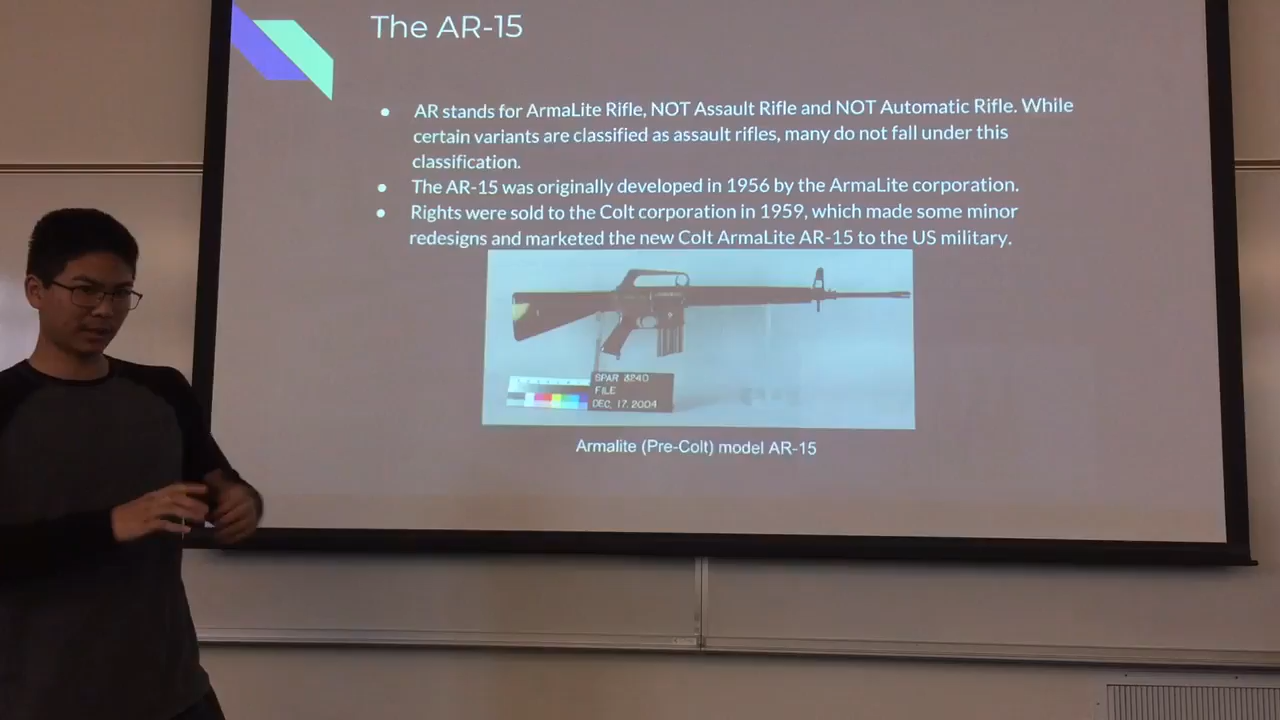 The AR-15
● AR stands for ArmaLite Rifle, NOT Assault Rifle and NOT Automatic Rifle. While
certain variants are classified as assault rifles, many do not fall under this
classification.
● The AR-15 was originally developed in 1956 by the ArmaLite corporation.
● Rights were sold to the Colt corporation in 1959, which made some minor
redesigns and marketed the new Colt ArmaLite AR-15 to the US military.
SPAR 3240
FILE
DEC, 17, 2004
Armalite (Pre-Colt) model AR-15